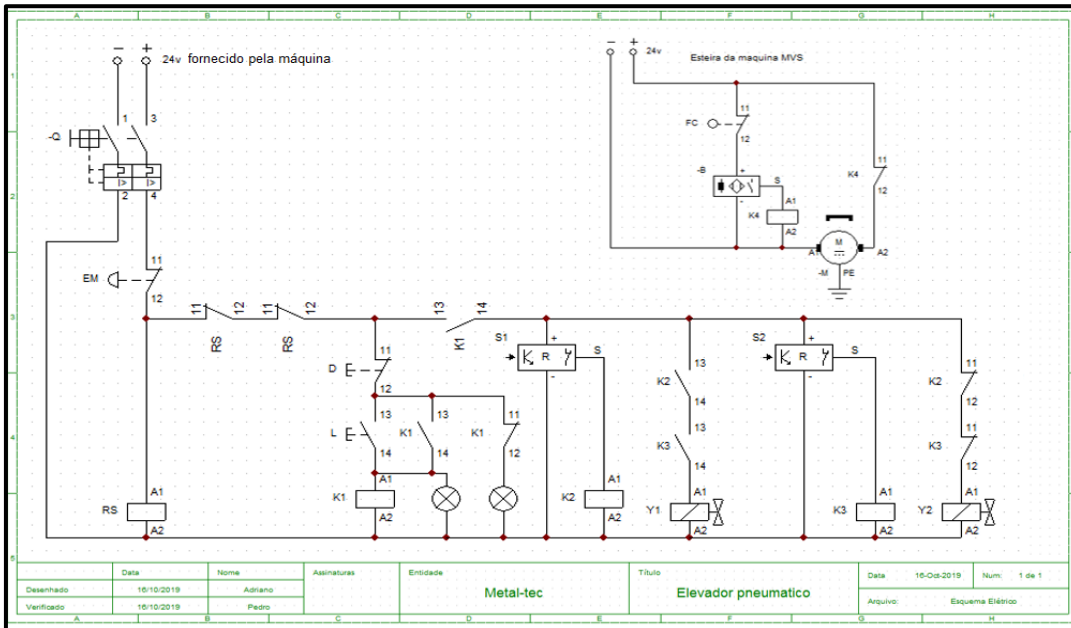 A B C D E F G H
1
2
3
4
5
- +
24v fornecido pela máquina
-Q
1 3
I> I>
2 4
EM
11
12
11 12
RS
11 12
RS
13 14
K1
D
11
12
L
13
14
K1
13
14
K1
11
12
RS
A1
A2
K1
A1
A2
S1
+
R
S
-
K2
A1
A2
K2
13
14
K3
13
14
Y1
A1
A2
S2
+
R
S
-
K3
A1
A2
K2
11
12
K3
11
12
Y2
A1
A2
- +
24v
Esteira da maquina MVS
FC
11
12
-B
+
S
-
K4
A1
A2
K4
11
12
M
A1
A2
-M
PE
Data Nome Assinaturas Entidade Título
Desenhado 16/10/2019 Adriano
Verificado 16/10/2019 Pedro
Metal-tec
Elevador pneumatico
Data 16-Oct-2019 Num: 1 de 1
Arquivo: Esquema Elétrico
A B C D E F G H